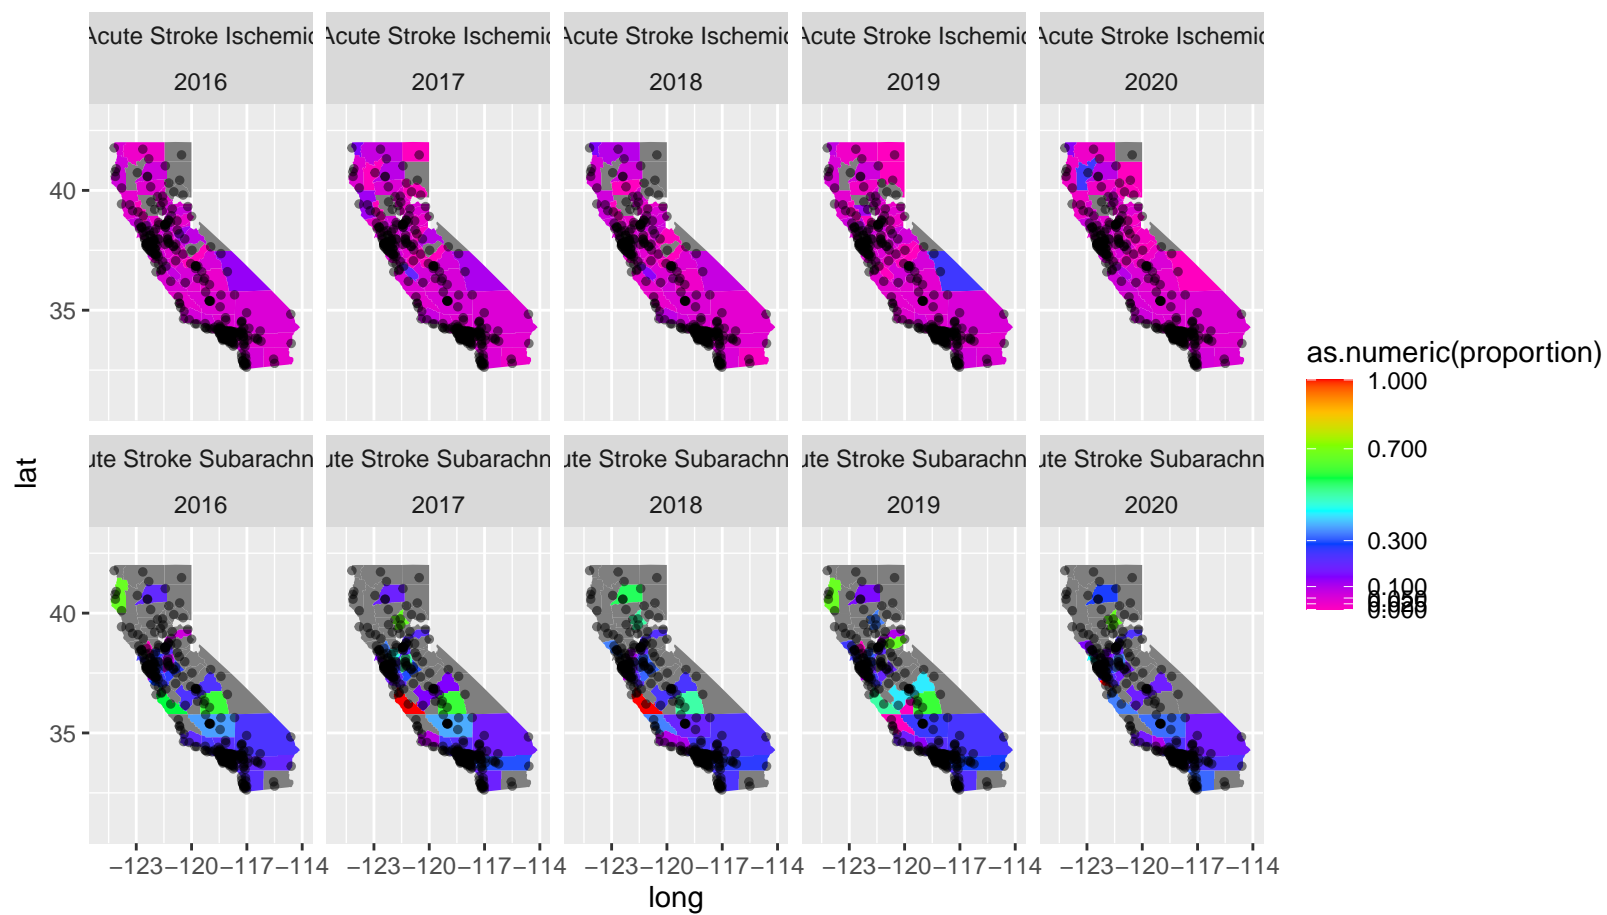 Acute Stroke Ischemic Acute Stroke Ischemic Acute Stroke Ischemic Acute Stroke Ischemic Acute Stroke Ischemic
2016 2017 2018 2019 2020
40
35
ute Stroke Subarachn ute Stroke Subarachn ute Stroke Subarachn ute Stroke Subarachn ute Stroke Subarachn
2016 2017 2018 2019 2020
40
35
−123 −120 −117 −114 −123 −120 −117 −114 −123 −120 −117 −114 −123 −120 −117 −114 −123 −120 −117 −114
long
lat
as.numeric(proportion)
1.000
0.700
0.300
0.100
0.000